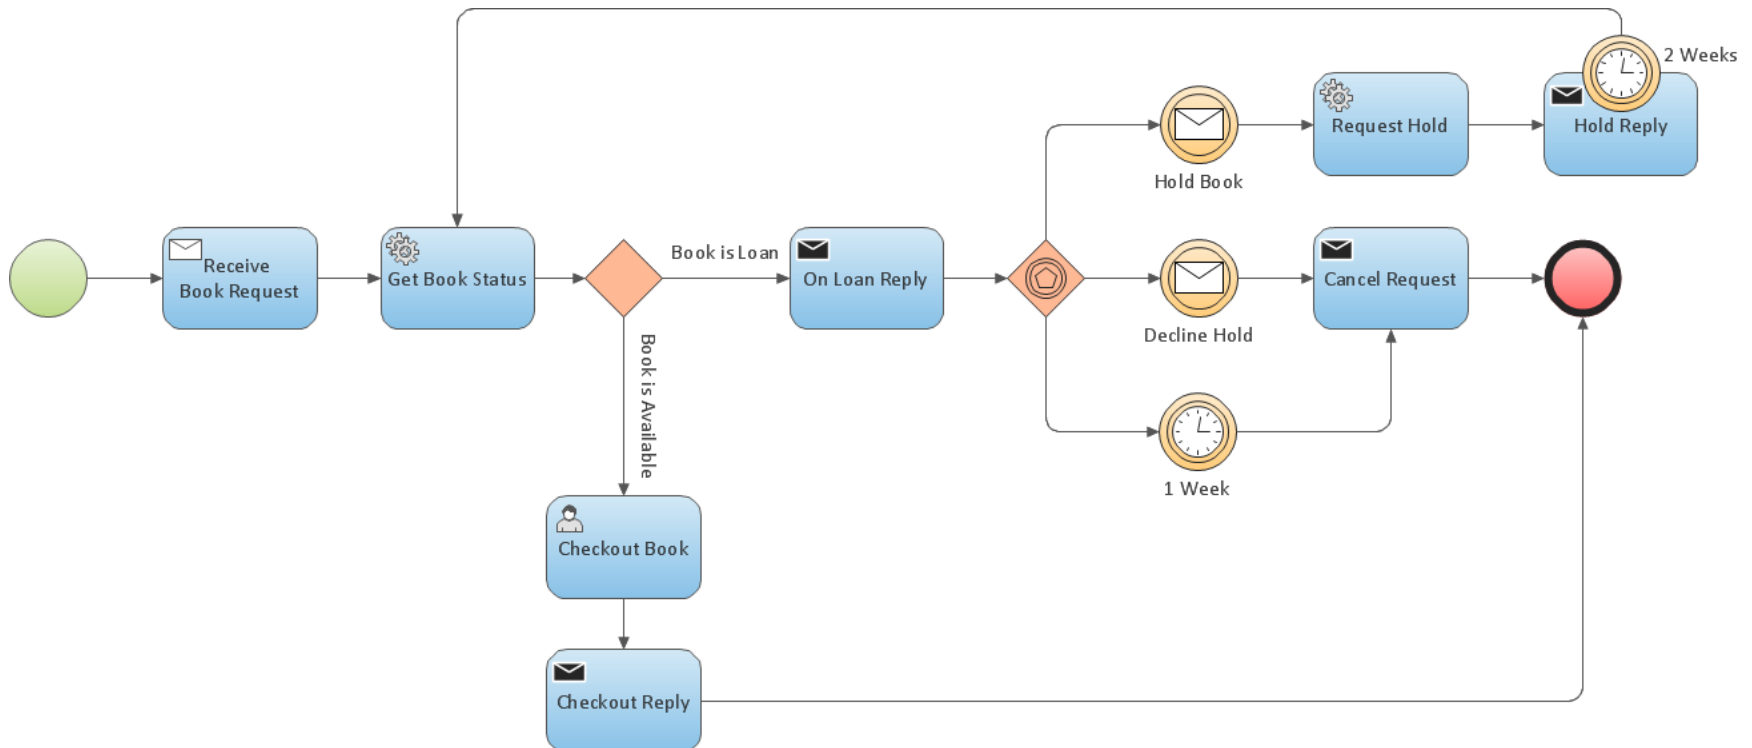 2 Weeks
Request Hold
Hold Reply
Hold Book
Book is Loan
Receive
Book Request
Get Book Status
On Loan Reply
Cancel Request
Decline Hold
Book is Available
1 Week
Checkout Book
Checkout Reply